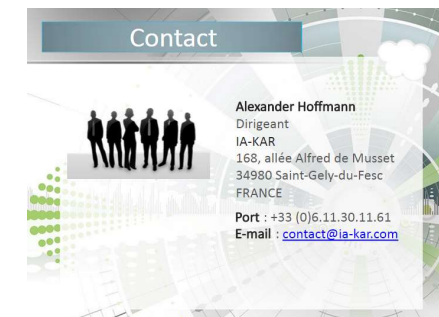 Contact
Alexander Hoffmann
Dirigeant
IA-KAR
168, allée Alfred de Musset
34980 Saint-Gely-du-Fesc
FRANCE
Port : +33 (0)6.11.30.11.61
E-mail : contact@ia-kar.com